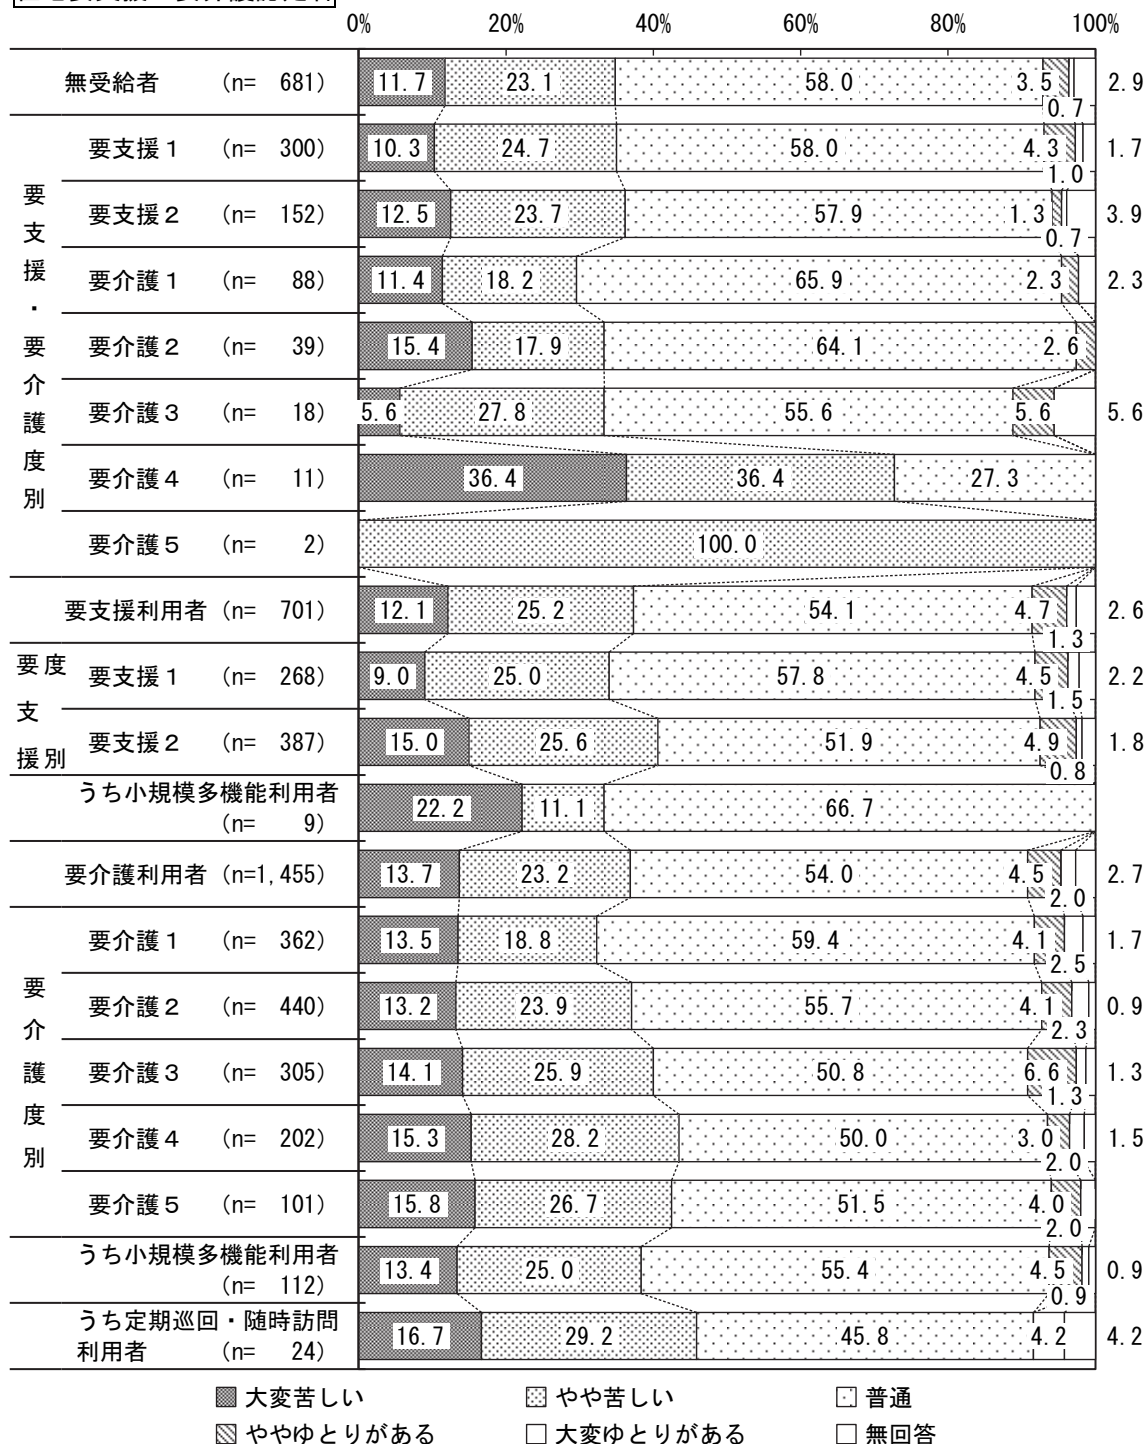 0% 20% 40% 60% 80% 100%
無受給者 (n= 681) 11.7 23.1 58.0 3.5 0.7 2.9
要支援・要介護度別
要支援１ (n= 300) 10.3 24.7 58.0 4.3 1.0 1.7
要支援２ (n= 152) 12.5 23.7 57.9 1.3 0.7 3.9
要介護１ (n= 88) 11.4 18.2 65.9 2.3 2.3
要介護２ (n= 39) 15.4 17.9 64.1 2.6
要介護３ (n= 18) 5.6 27.8 55.6 5.6 5.6
要介護４ (n= 11) 36.4 36.4 27.3
要介護５ (n= 2) 100.0
要支援利用者 (n= 701) 12.1 25.2 54.1 4.7 1.3 2.6
要支援度別
要支援１ (n= 268) 9.0 25.0 57.8 4.5 1.5 2.2
要支援２ (n= 387) 15.0 25.6 51.9 4.9 0.8 1.8
うち小規模多機能利用者
(n= 9) 22.2 11.1 66.7
要介護利用者 (n=1,455) 13.7 23.2 54.0 4.5 2.0 2.7
要介護度別
要介護１ (n= 362) 13.5 18.8 59.4 4.1 2.5 1.7
要介護２ (n= 440) 13.2 23.9 55.7 4.1 2.3 0.9
要介護３ (n= 305) 14.1 25.9 50.8 6.6 1.3 1.3
要介護４ (n= 202) 15.3 28.2 50.0 3.0 2.0 1.5
要介護５ (n= 101) 15.8 26.7 51.5 4.0 2.0
うち小規模多機能利用者
(n= 112) 13.4 25.0 55.4 4.5 0.9 0.9
うち定期巡回・随時訪問
利用者 (n= 24) 16.7 29.2 45.8 4.2 4.2
大変苦しい やや苦しい 普通
ややゆとりがある 大変ゆとりがある 無回答